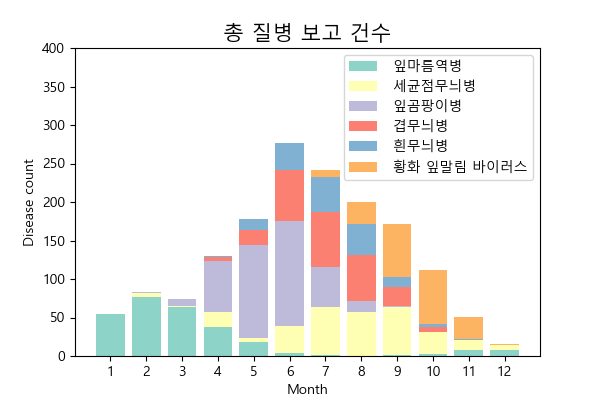 총 질병 보고 건수
400
350
300
250
200
150
100
50
0
Disease count
잎마름역병
세균점무늬병
잎곰팡이병
겹무늬병
흰무늬병
황화 잎말림 바이러스
1 2 3 4 5 6 7 8 9 10 11 12
Month